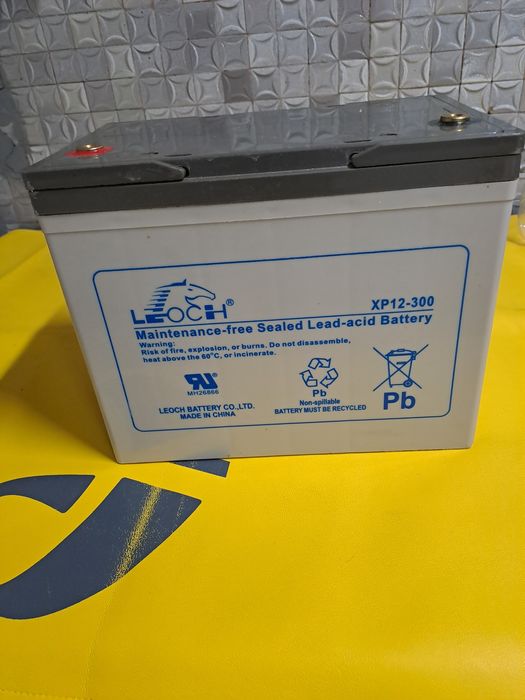 LEOCH®
XP12-300
Maintenance-free Sealed Lead-acid Battery
Warning:
Risk of fire, explosion, or burns. Do not disassemble,
heat above the 60°C, or incinerate.
RU®
MH26866
LEOCH BATTERY CO.,LTD.
MADE IN CHINA
Pb
Non-spillable
BATTERY MUST BE RECYCLED
Pb